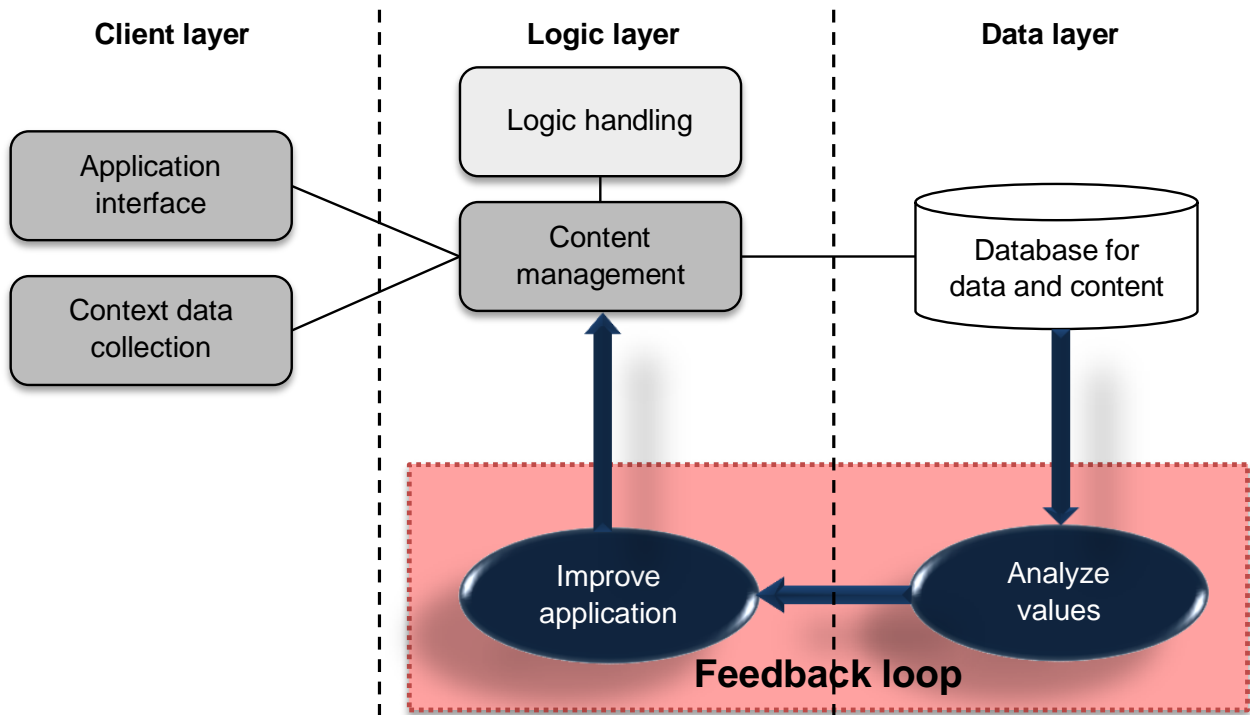 Client layer
Logic layer
Data layer
Logic handling
Application
interface
Content
management
Database for
data and content
Context data
collection
Improve
application
Analyze
values
Feedback loop